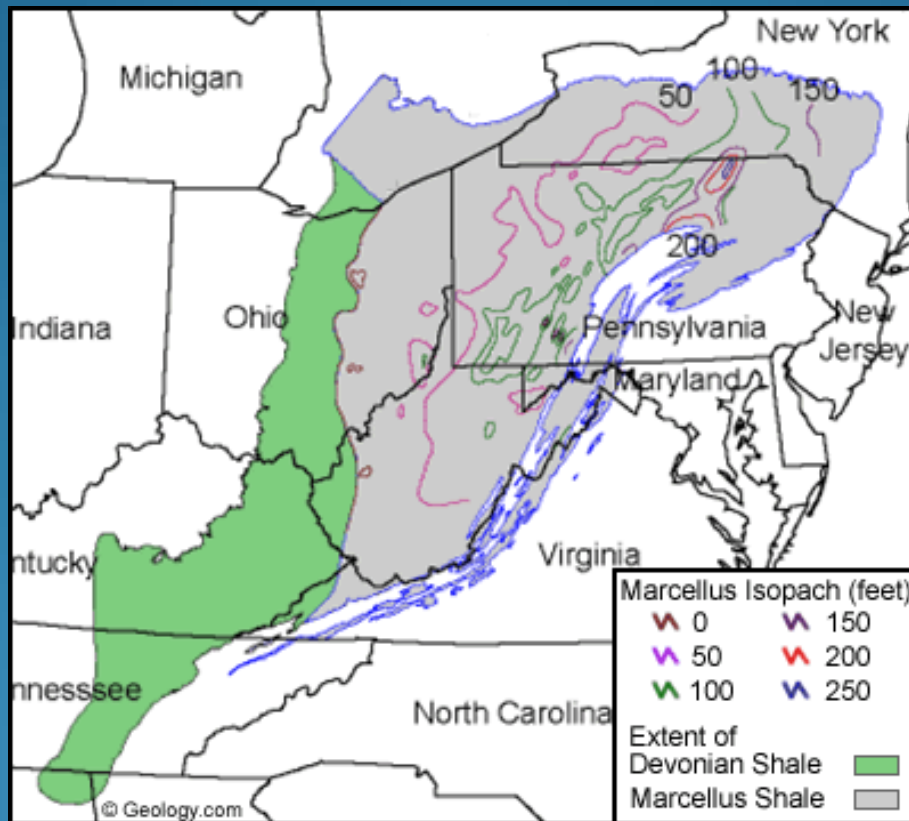 New York
Michigan
100
50
150
200
Indiana
Ohio
Pennsylvania
New
Jersey
Maryland
ntucky
Virginia
nnesssee
North Carolina
Marcellus Isopach (feet)
0
150
50
200
100
250
Extent of
Devonian Shale
Marcellus Shale
© Geology.com